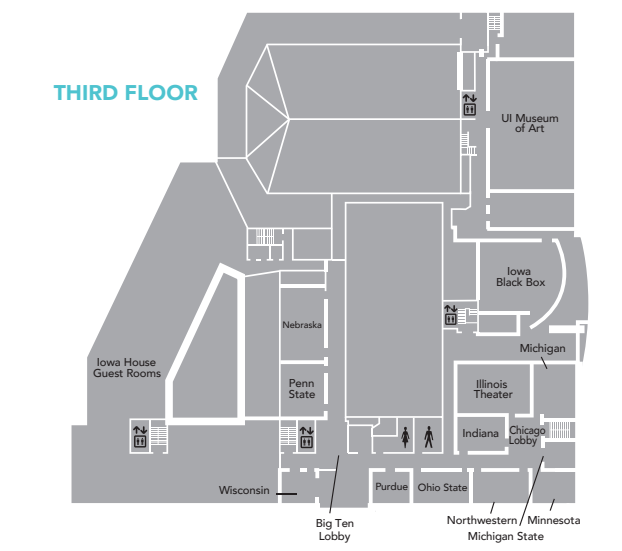 THIRD FLOOR
UI Museum
of Art
Iowa
Black Box
Nebraska
Michigan
Iowa House
Guest Rooms
Penn
State
Illinois
Theater
Indiana
Chicago
Lobby
Wisconsin
Purdue
Ohio State
Big Ten
Lobby
Northwestern
Minnesota
Michigan State